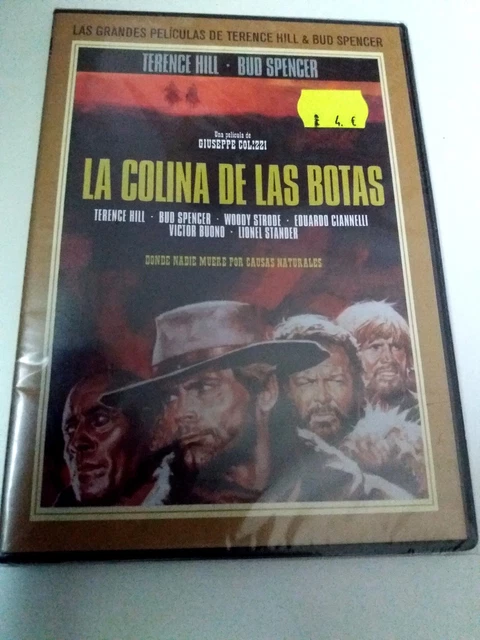 LAS GRANDES PELÍCULAS DE TERENCE HILL & BUD SPENCER
TERENCE HILL · BUD SPENCER
4. €
Una película de
GIUSEPPE COLIZZI
LA COLINA DE LAS BOTAS
TERENCE HILL · BUD SPENCER · WOODY STRODE · EDUARDO CIANNELLI
VICTOR BUONO · LIONEL STANDER
DONDE NADIE MUERE POR CAUSAS NATURALES